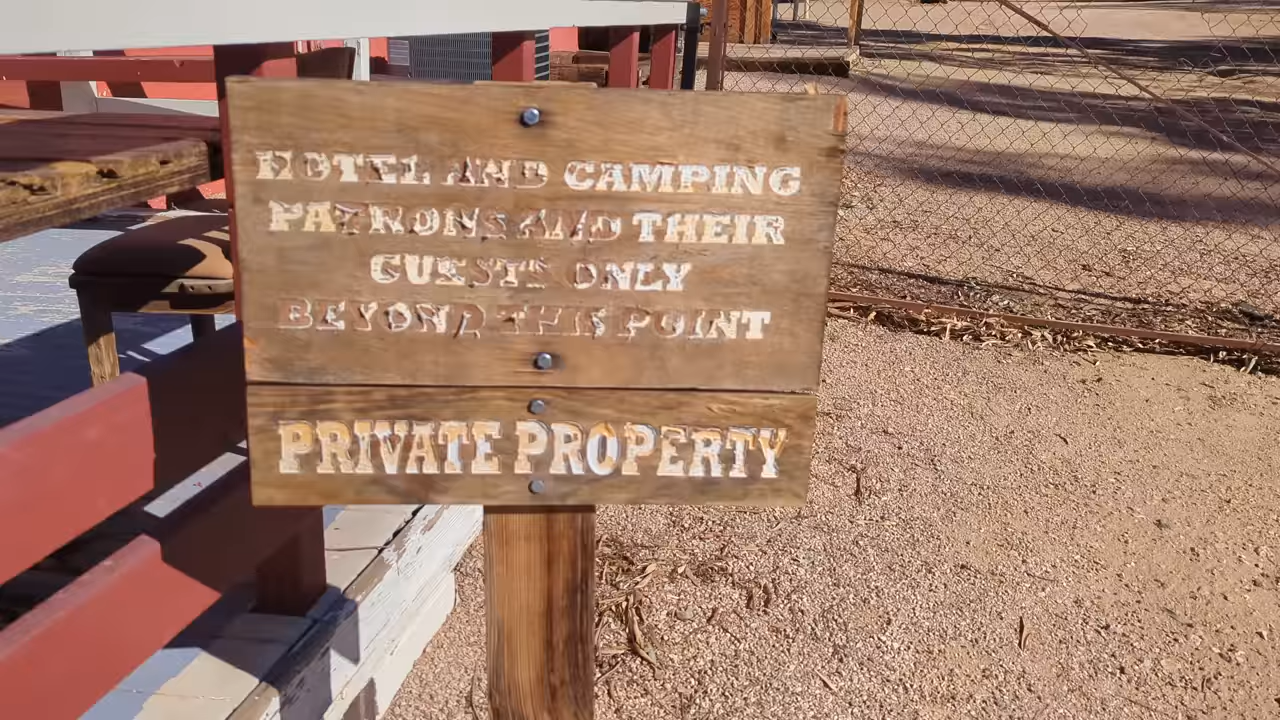 HOTEL AND CAMPING
PATRONS AND THEIR
GUESTS ONLY
BEYOND THIS POINT
PRIVATE PROPERTY